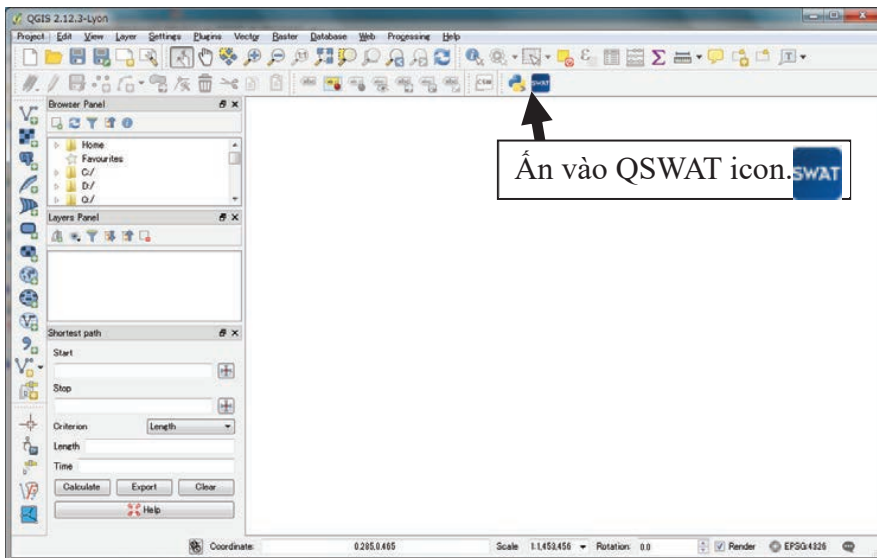 QGIS 2.12.3-Lyon
Project Edit View Layer Settings Plugins Vector Raster Database Web Processing Help
CSW SWAT
Browser Panel
Home
Favourites
C:/
D:/
Q:/
Ấn vào QSWAT icon. SWAT
Layers Panel
Shortest path
Start
Stop
Criterion Length
Length
Time
Calculate Export Clear
Help
Coordinate: 0.285,0.465 Scale 1:1,453,456 Rotation: 0.0 Render EPSG:4326